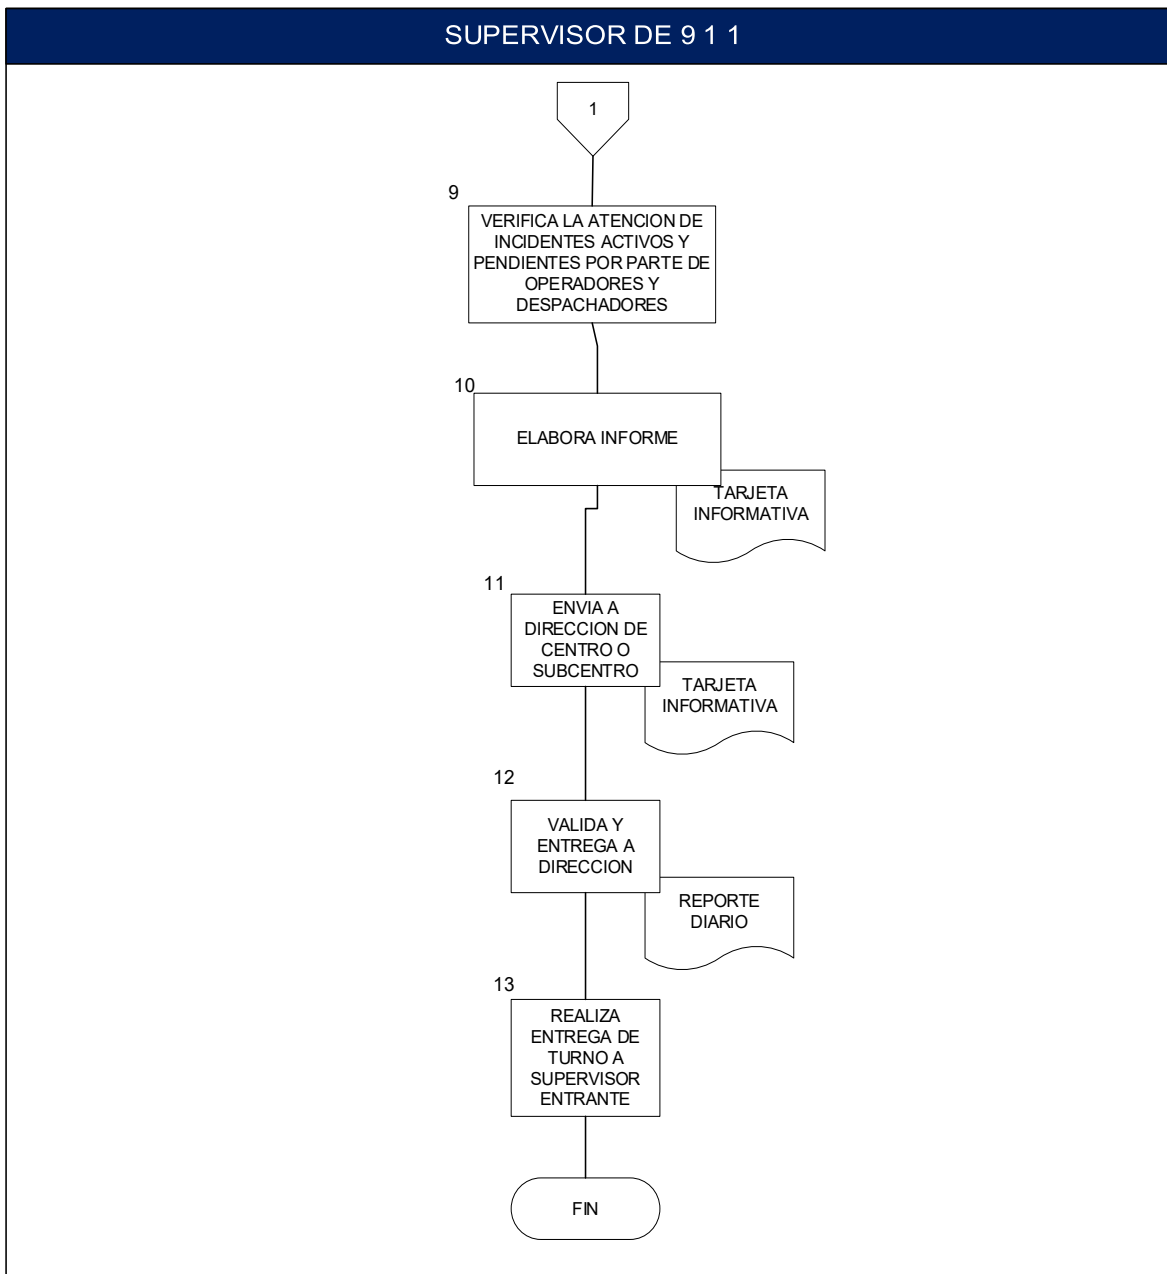 SUPERVISOR DE 9 1 1
1
9
VERIFICA LA ATENCION DE
INCIDENTES ACTIVOS Y
PENDIENTES POR PARTE DE
OPERADORES Y
DESPACHADORES
10
ELABORA INFORME
TARJETA
INFORMATIVA
11
ENVIA A
DIRECCION DE
CENTRO O
SUBCENTRO
TARJETA
INFORMATIVA
12
VALIDA Y
ENTREGA A
DIRECCION
REPORTE
DIARIO
13
REALIZA
ENTREGA DE
TURNO A
SUPERVISOR
ENTRANTE
FIN